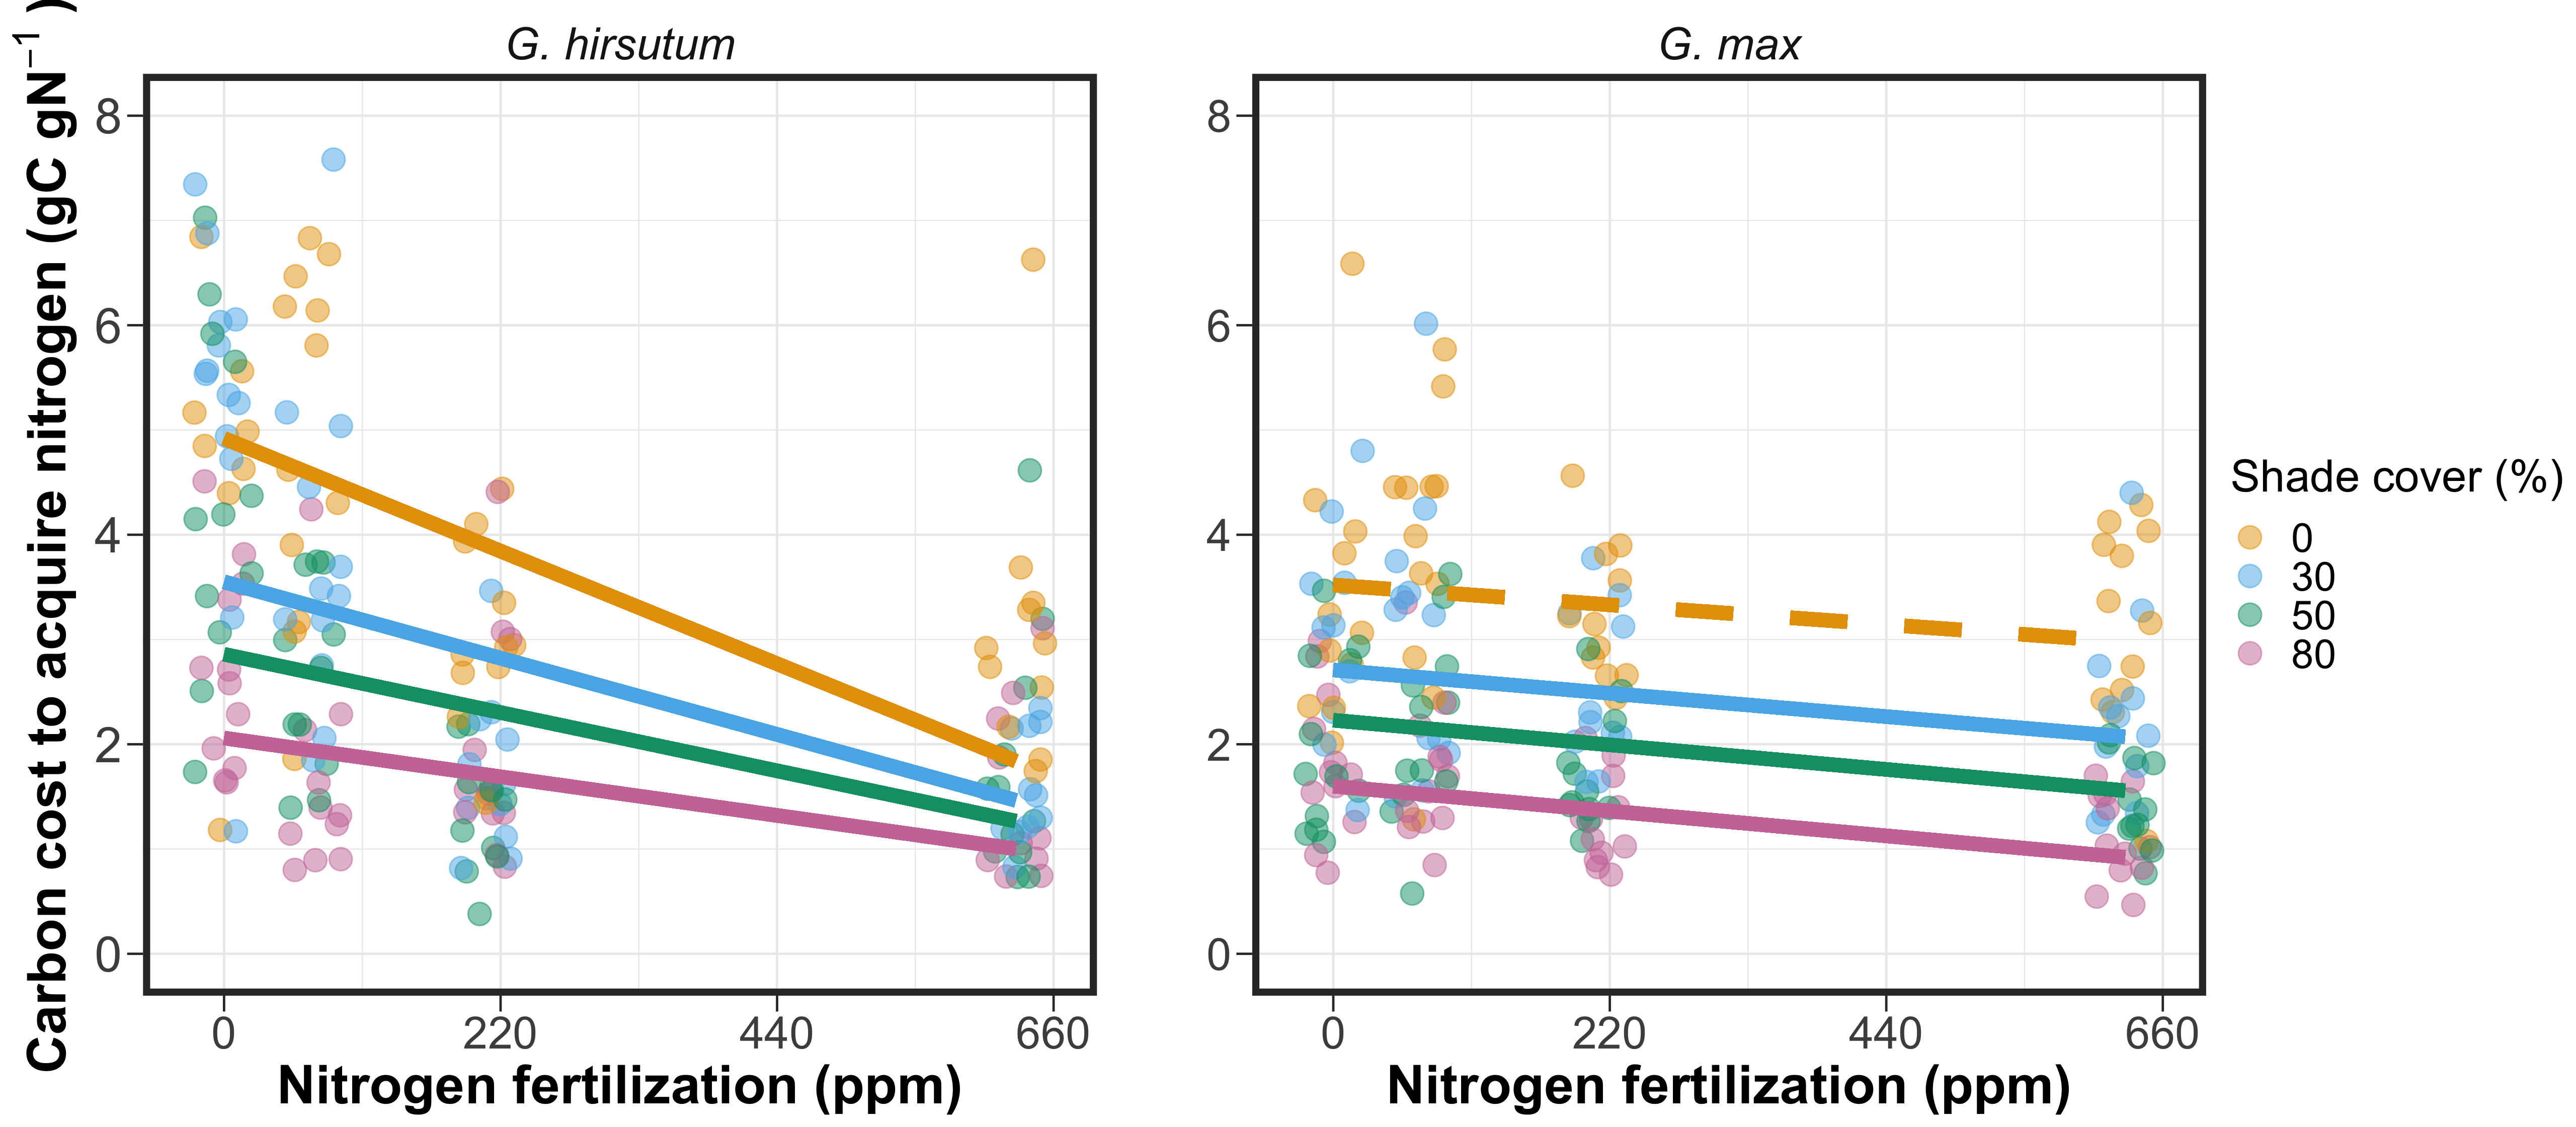 G. hirsutum
G. max
Carbon cost to acquire nitrogen (gC gN⁻¹)
8
6
4
2
0
8
6
4
2
0
0 220 440 660
0 220 440 660
Nitrogen fertilization (ppm)
Nitrogen fertilization (ppm)
Shade cover (%)
0
30
50
80